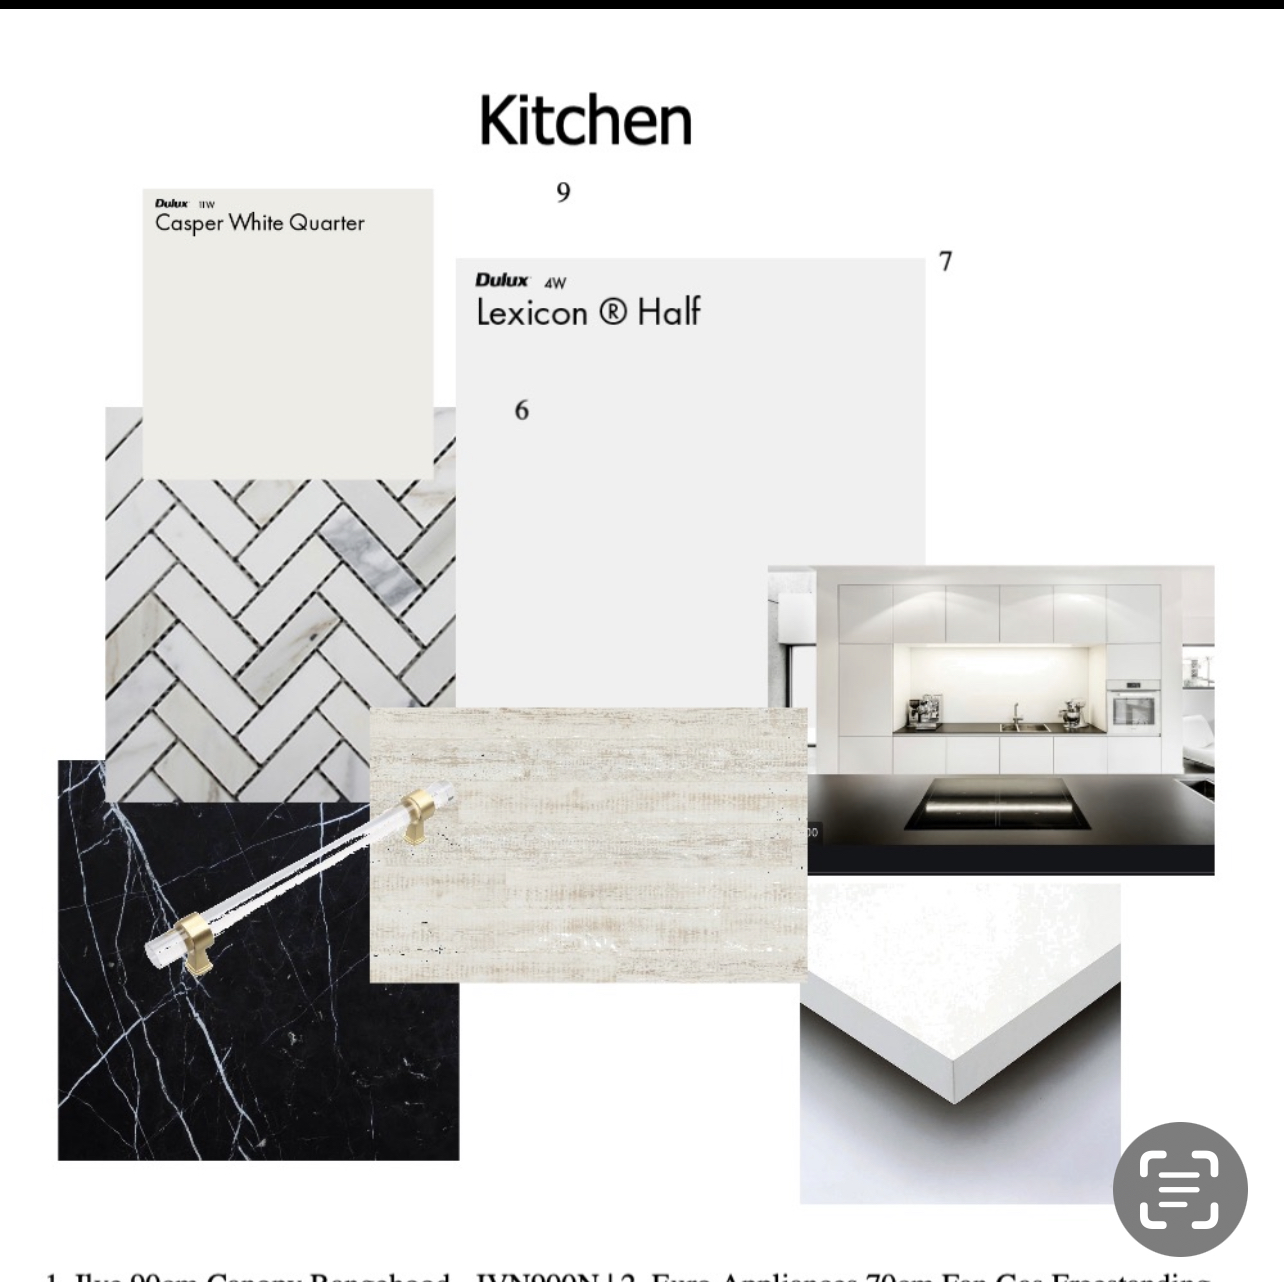 Kitchen
9
Dulux 11W
Casper White Quarter
7
Dulux 4W
Lexicon ® Half
6
00
1. Ilve 90cm Canopy Rangehood - IVN900N | 2. Euro Appliances 70cm Fan Gas Freestanding